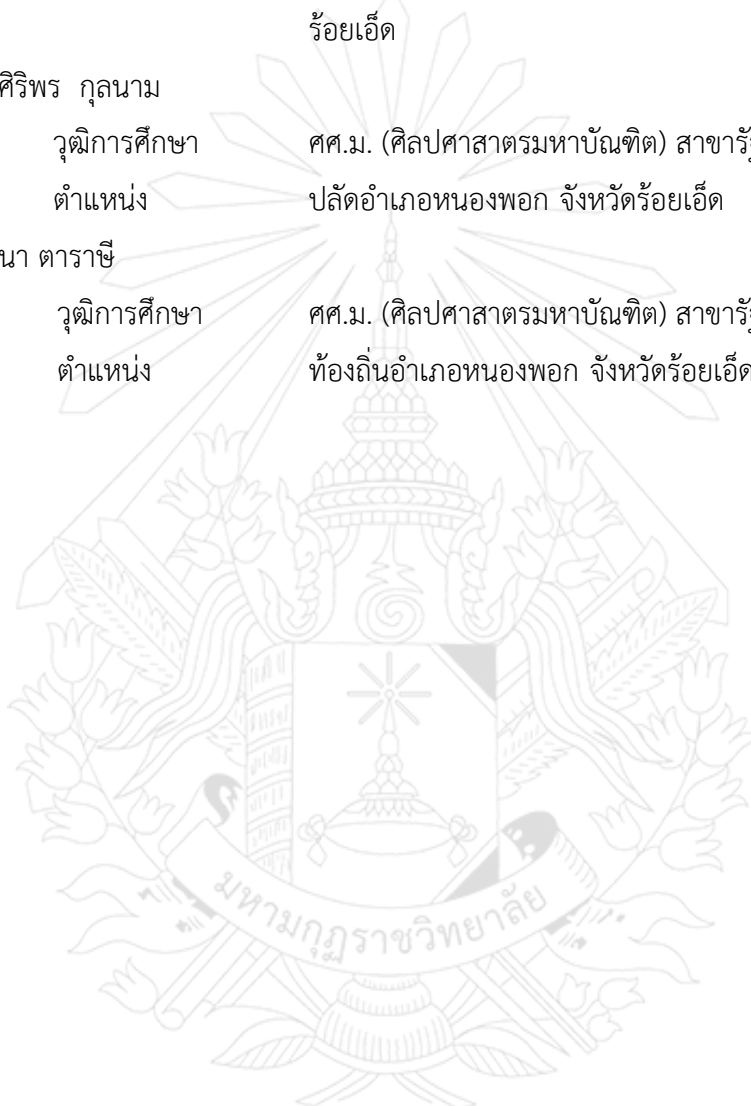 ร้อยเอ็ด
ศิริพร กุลนาม
วุฒิการศึกษา ศศ.ม. (ศิลปศาสาตรมหาบัณฑิต) สาขารัฐ
ตำแหน่ง ปลัดอำเภอหนองพอก จังหวัดร้อยเอ็ด
นา ตาราษี
วุฒิการศึกษา ศศ.ม. (ศิลปศาสาตรมหาบัณฑิต) สาขารัฐ
ตำแหน่ง ท้องถิ่นอำเภอหนองพอก จังหวัดร้อยเอ็ด
มหามกุฏราชวิทยาลัย